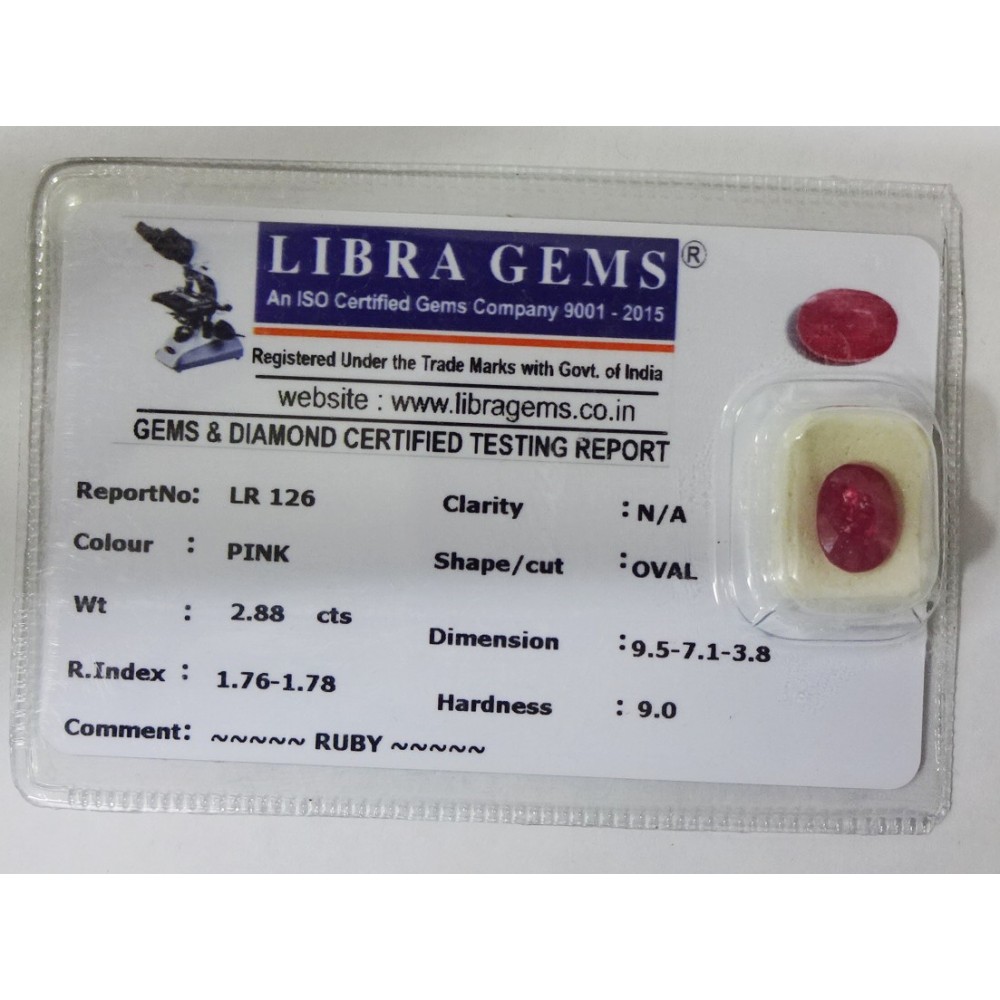 LIBRA GEMS ®
An ISO Certified Gems Company 9001 - 2015
Registered Under the Trade Marks with Govt. of India
website : www.libragems.co.in
GEMS & DIAMOND CERTIFIED TESTING REPORT
ReportNo: LR 126
Clarity : N/A
Colour : PINK
Shape/cut : OVAL
Wt : 2.88 cts
Dimension : 9.5-7.1-3.8
R.Index : 1.76-1.78
Hardness : 9.0
Comment: ~~~~~ RUBY ~~~~~